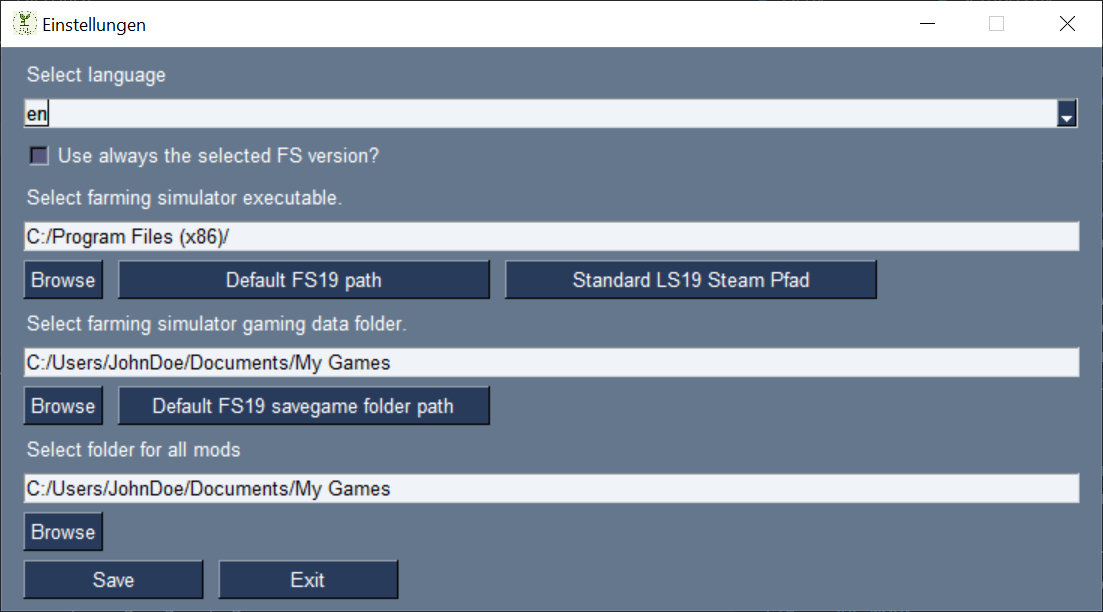 Einstellungen
Select language
en
Use always the selected FS version?
Select farming simulator executable.
C:/Program Files (x86)/
Browse Default FS19 path Standard LS19 Steam Pfad
Select farming simulator gaming data folder.
C:/Users/JohnDoe/Documents/My Games
Browse Default FS19 savegame folder path
Select folder for all mods
C:/Users/JohnDoe/Documents/My Games
Browse
Save Exit